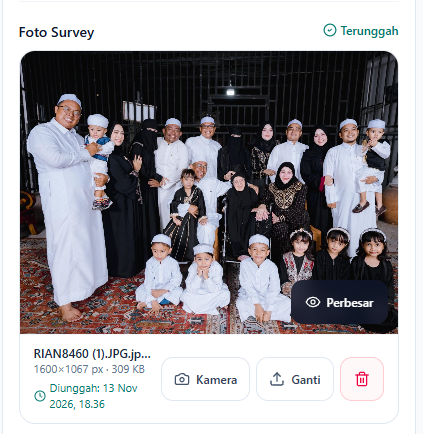 Foto Survey
Terunggah
Perbesar
RIAN8460 (1).JPG.jp...
1600×1067 px · 309 KB
Diunggah: 13 Nov
2026, 18.36
Kamera
Ganti